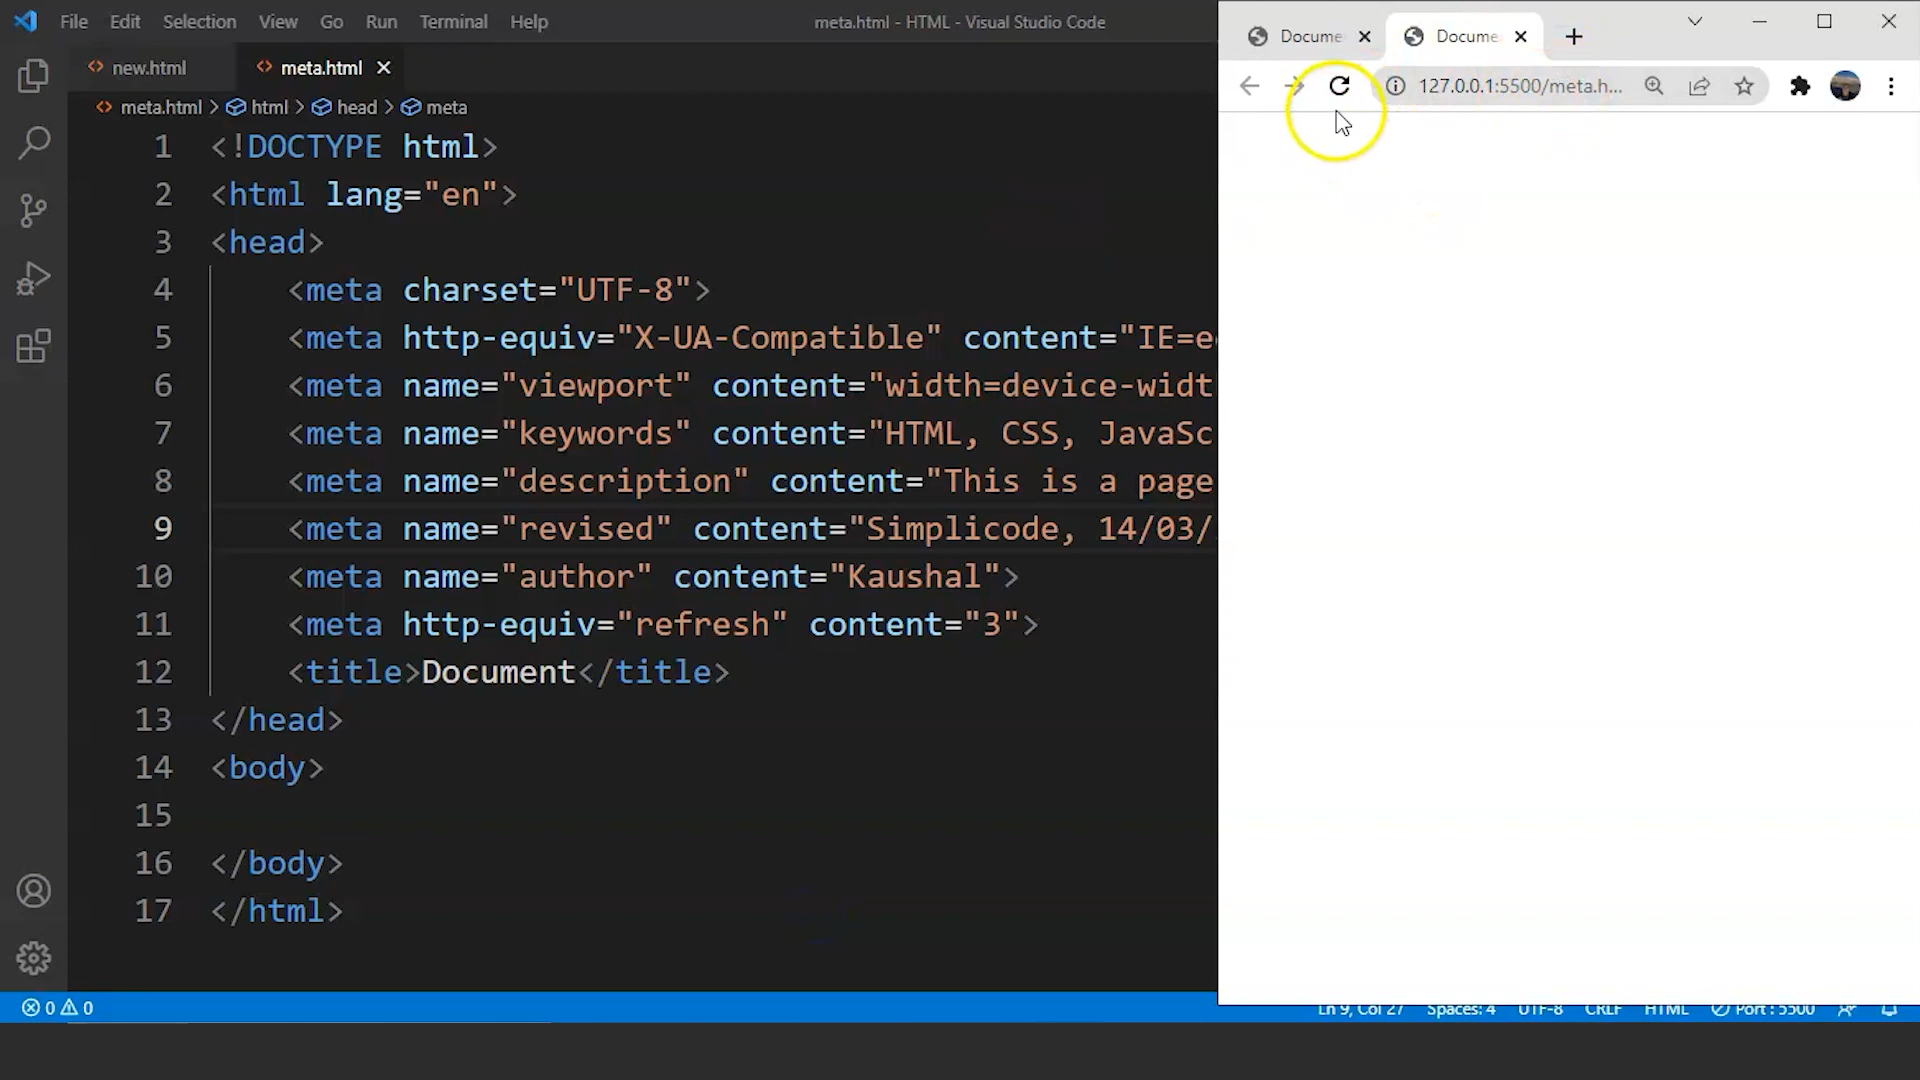 File Edit Selection View Go Run Terminal Help
meta.html - HTML - Visual Studio Code
new.html
meta.html
meta.html > html > head > meta
1 <!DOCTYPE html>
2 <html lang="en">
3 <head>
4 <meta charset="UTF-8">
5 <meta http-equiv="X-UA-Compatible" content="IE=e
6 <meta name="viewport" content="width=device-widt
7 <meta name="keywords" content="HTML, CSS, JavaSc
8 <meta name="description" content="This is a page
9 <meta name="revised" content="Simplicode, 14/03/
10 <meta name="author" content="Kaushal">
11 <meta http-equiv="refresh" content="3">
12 <title>Document</title>
13 </head>
14 <body>
15
16 </body>
17 </html>
0 0
Docume
Docume
127.0.0.1:5500/meta.h...
Ln 9, Col 27 Spaces: 4 UTF-8 CRLF HTML Port : 5500